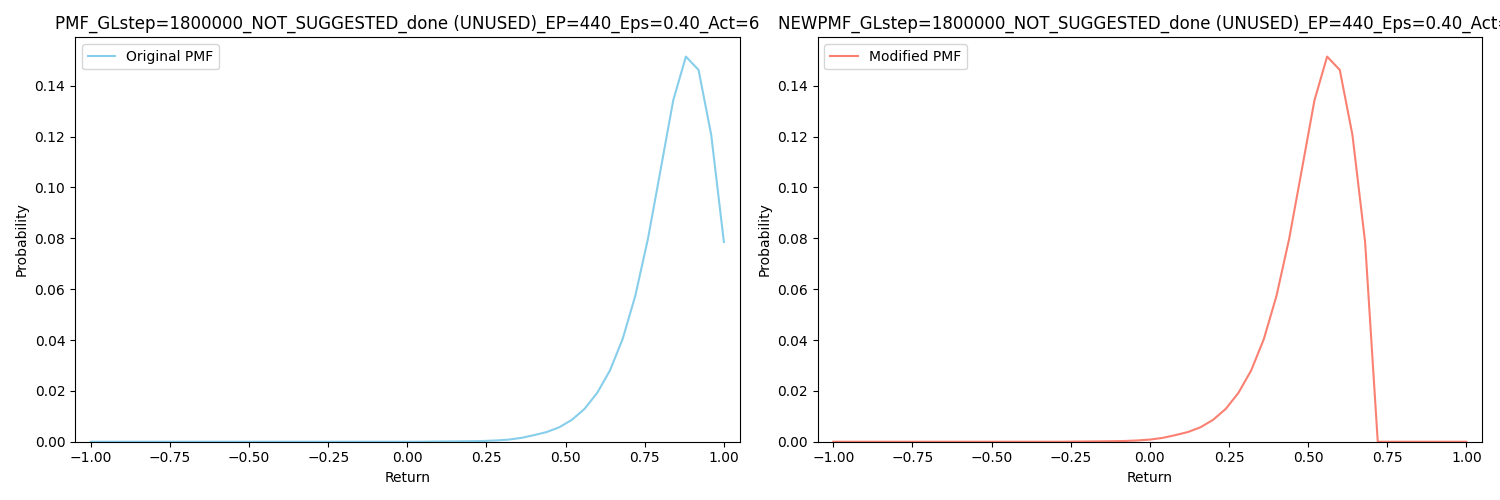 PMF_GLstep=1800000_NOT_SUGGESTED_done (UNUSED)_EP=440_Eps=0.40_Act=6
Original PMF
0.14
0.12
0.10
0.08
0.06
0.04
0.02
0.00
Probability
−1.00 −0.75 −0.50 −0.25 0.00 0.25 0.50 0.75 1.00
Return
NEWPMF_GLstep=1800000_NOT_SUGGESTED_done (UNUSED)_EP=440_Eps=0.40_Act=
Modified PMF
0.14
0.12
0.10
0.08
0.06
0.04
0.02
0.00
Probability
−1.00 −0.75 −0.50 −0.25 0.00 0.25 0.50 0.75 1.00
Return